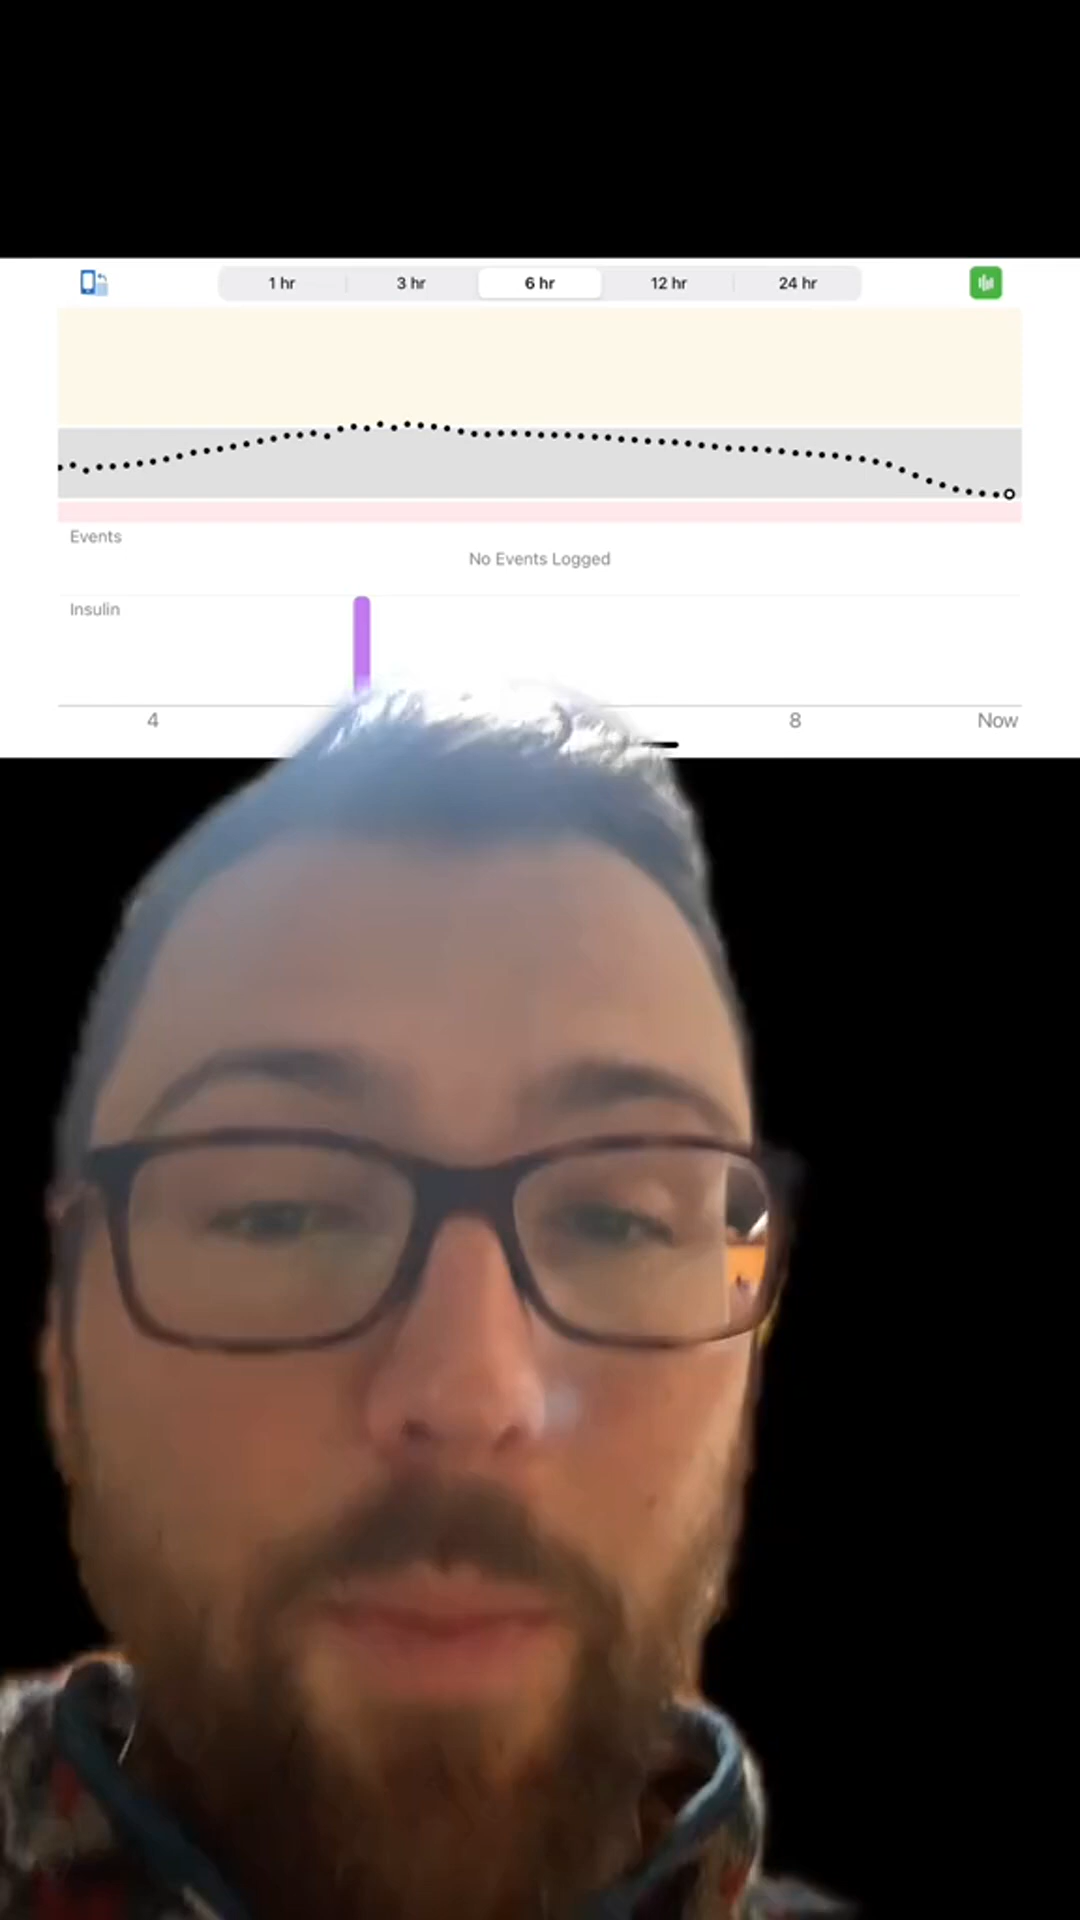 1 hr 3 hr 6 hr 12 hr 24 hr
Events
No Events Logged
Insulin
4 8 Now